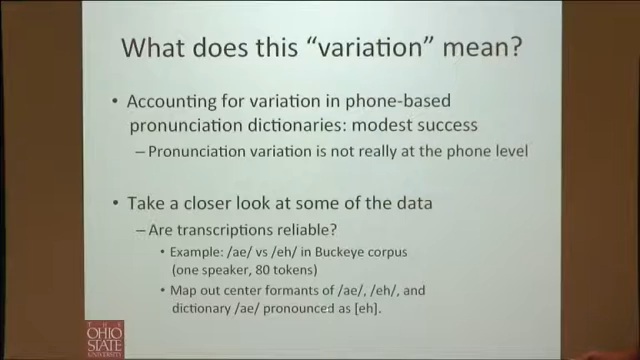 What does this “variation” mean?
• Accounting for variation in phone-based
pronunciation dictionaries: modest success
– Pronunciation variation is not really at the phone level
• Take a closer look at some of the data
– Are transcriptions reliable?
• Example: /ae/ vs /eh/ in Buckeye corpus
(one speaker, 80 tokens)
• Map out center formants of /ae/, /eh/, and
dictionary /ae/ pronounced as [eh].
THE
OHIO
STATE
UNIVERSITY